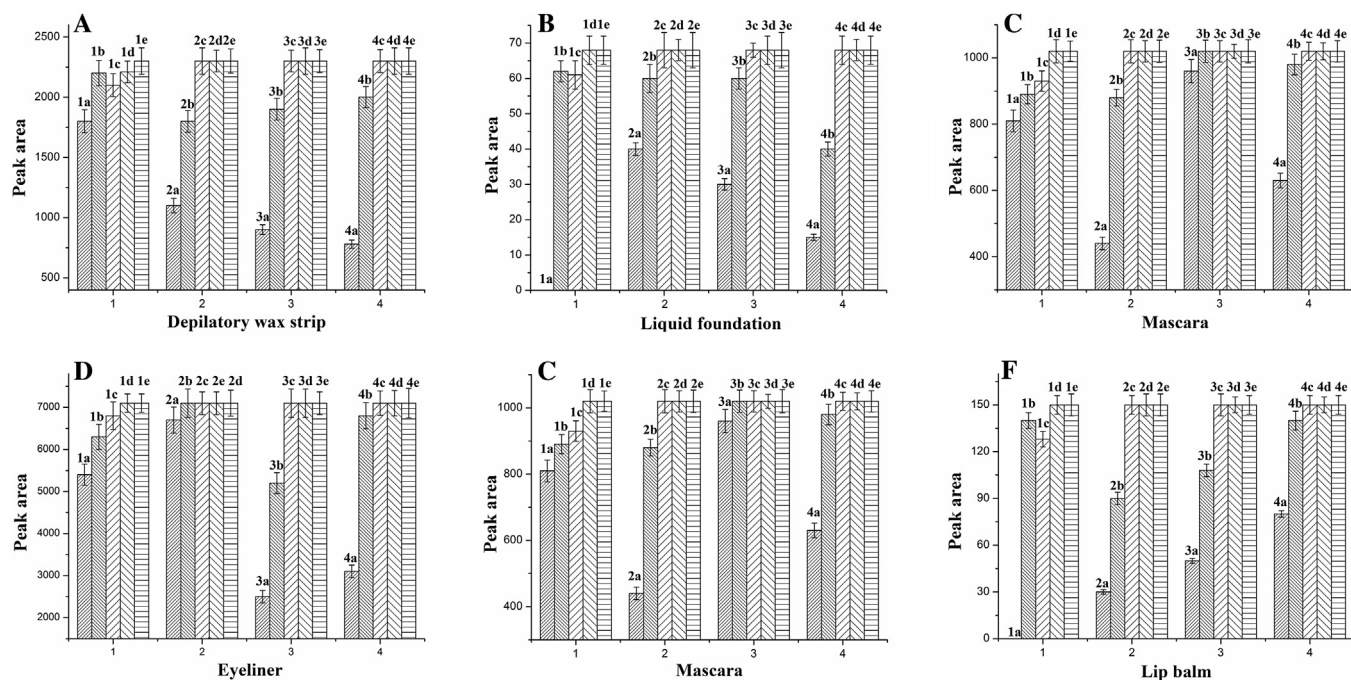 A
1a 1b 1c 1d 1e 2a 2b 2c 2d 2e 3a 3b 3c 3d 3e 4a 4b 4c 4d 4e
2500
2000
1500
1000
500
Peak area
1 2 3 4
Depilatory wax strip
B
1a 1b 1c 1d 1e 2a 2b 2c 2d 2e 3a 3b 3c 3d 3e 4a 4b 4c 4d 4e
70
60
50
40
30
20
10
0
Peak area
1 2 3 4
Liquid foundation
C
1a 1b 1c 1d 1e 2a 2b 2c 2d 2e 3a 3b 3c 3d 3e 4a 4b 4c 4d 4e
1000
800
600
400
Peak area
1 2 3 4
Mascara
D
1a 1b 1c 1d 1e 2a 2b 2c 2e 2d 3a 3b 3c 3d 3e 4a 4b 4c 4d 4e
7000
6000
5000
4000
3000
2000
Peak area
1 2 3 4
Eyeliner
C
1a 1b 1c 1d 1e 2a 2b 2c 2d 2e 3a 3b 3c 3d 3e 4a 4b 4c 4d 4e
1000
800
600
400
Peak area
1 2 3 4
Mascara
F
1a 1b 1c 1d 1e 2a 2b 2c 2d 2e 3a 3b 3c 3d 3e 4a 4b 4c 4d 4e
150
120
90
60
30
0
Peak area
1 2 3 4
Lip balm